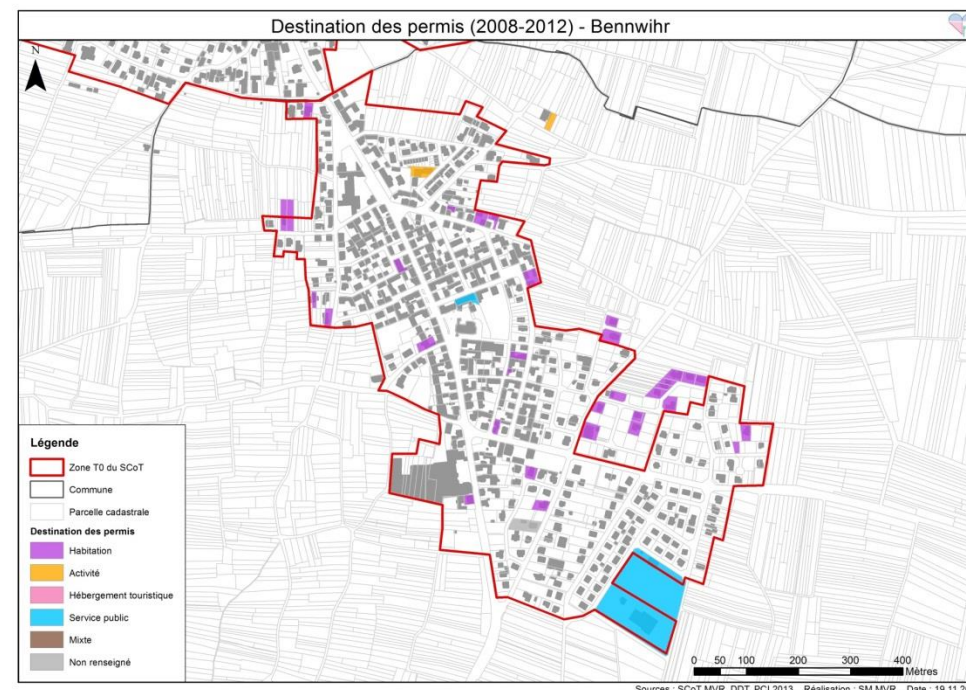 Destination des permis (2008-2012) - Bennwihr
N
Légende
Zone T0 du SCoT
Commune
Parcelle cadastrale
Destination des permis
Habitation
Activité
Hébergement touristique
Service public
Mixte
Non renseigné
0 50 100 200 300 400
Mètres
Sources : SCoT MVR, DDT, PCI 2013 Réalisation : SM MVR Date : 19.11.20